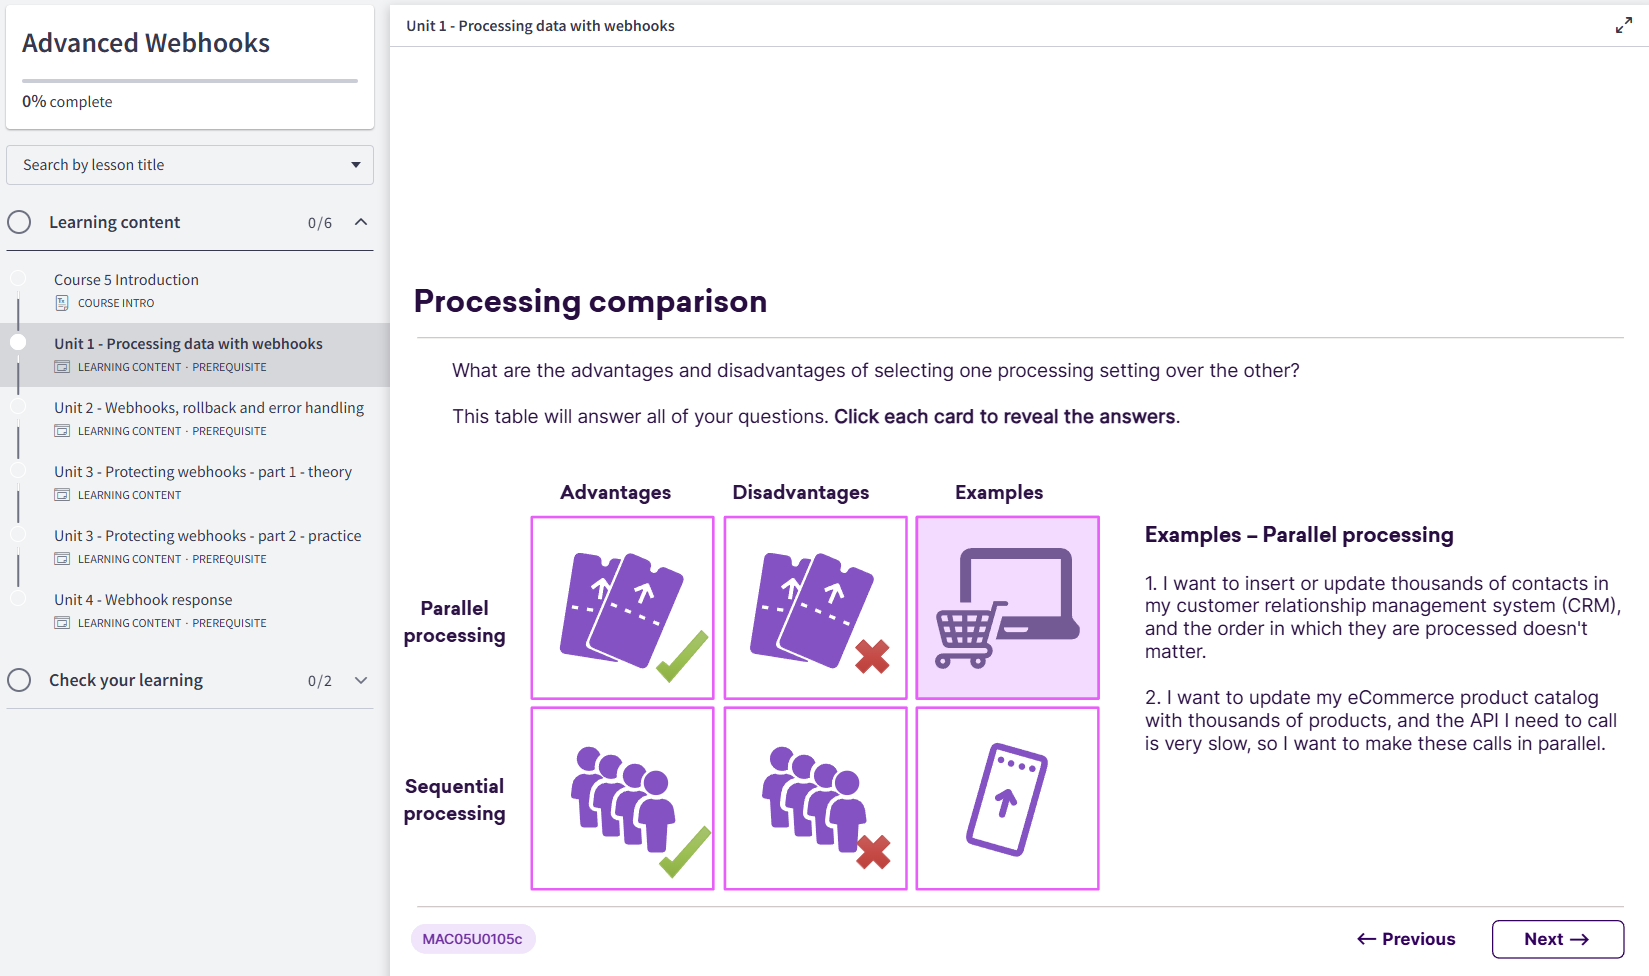 Advanced Webhooks
0% complete
Search by lesson title
Learning content 0/6
Course 5 Introduction
COURSE INTRO
Unit 1 - Processing data with webhooks
LEARNING CONTENT · PREREQUISITE
Unit 2 - Webhooks, rollback and error handling
LEARNING CONTENT · PREREQUISITE
Unit 3 - Protecting webhooks - part 1 - theory
LEARNING CONTENT
Unit 3 - Protecting webhooks - part 2 - practice
LEARNING CONTENT · PREREQUISITE
Unit 4 - Webhook response
LEARNING CONTENT · PREREQUISITE
Check your learning 0/2
Unit 1 - Processing data with webhooks
Processing comparison
What are the advantages and disadvantages of selecting one processing setting over the other?
This table will answer all of your questions. Click each card to reveal the answers.
Advantages Disadvantages Examples
Parallel
processing
Sequential
processing
Examples – Parallel processing
1. I want to insert or update thousands of contacts in
my customer relationship management system (CRM),
and the order in which they are processed doesn't
matter.
2. I want to update my eCommerce product catalog
with thousands of products, and the API I need to call
is very slow, so I want to make these calls in parallel.
MAC05U0105c
← Previous
Next →